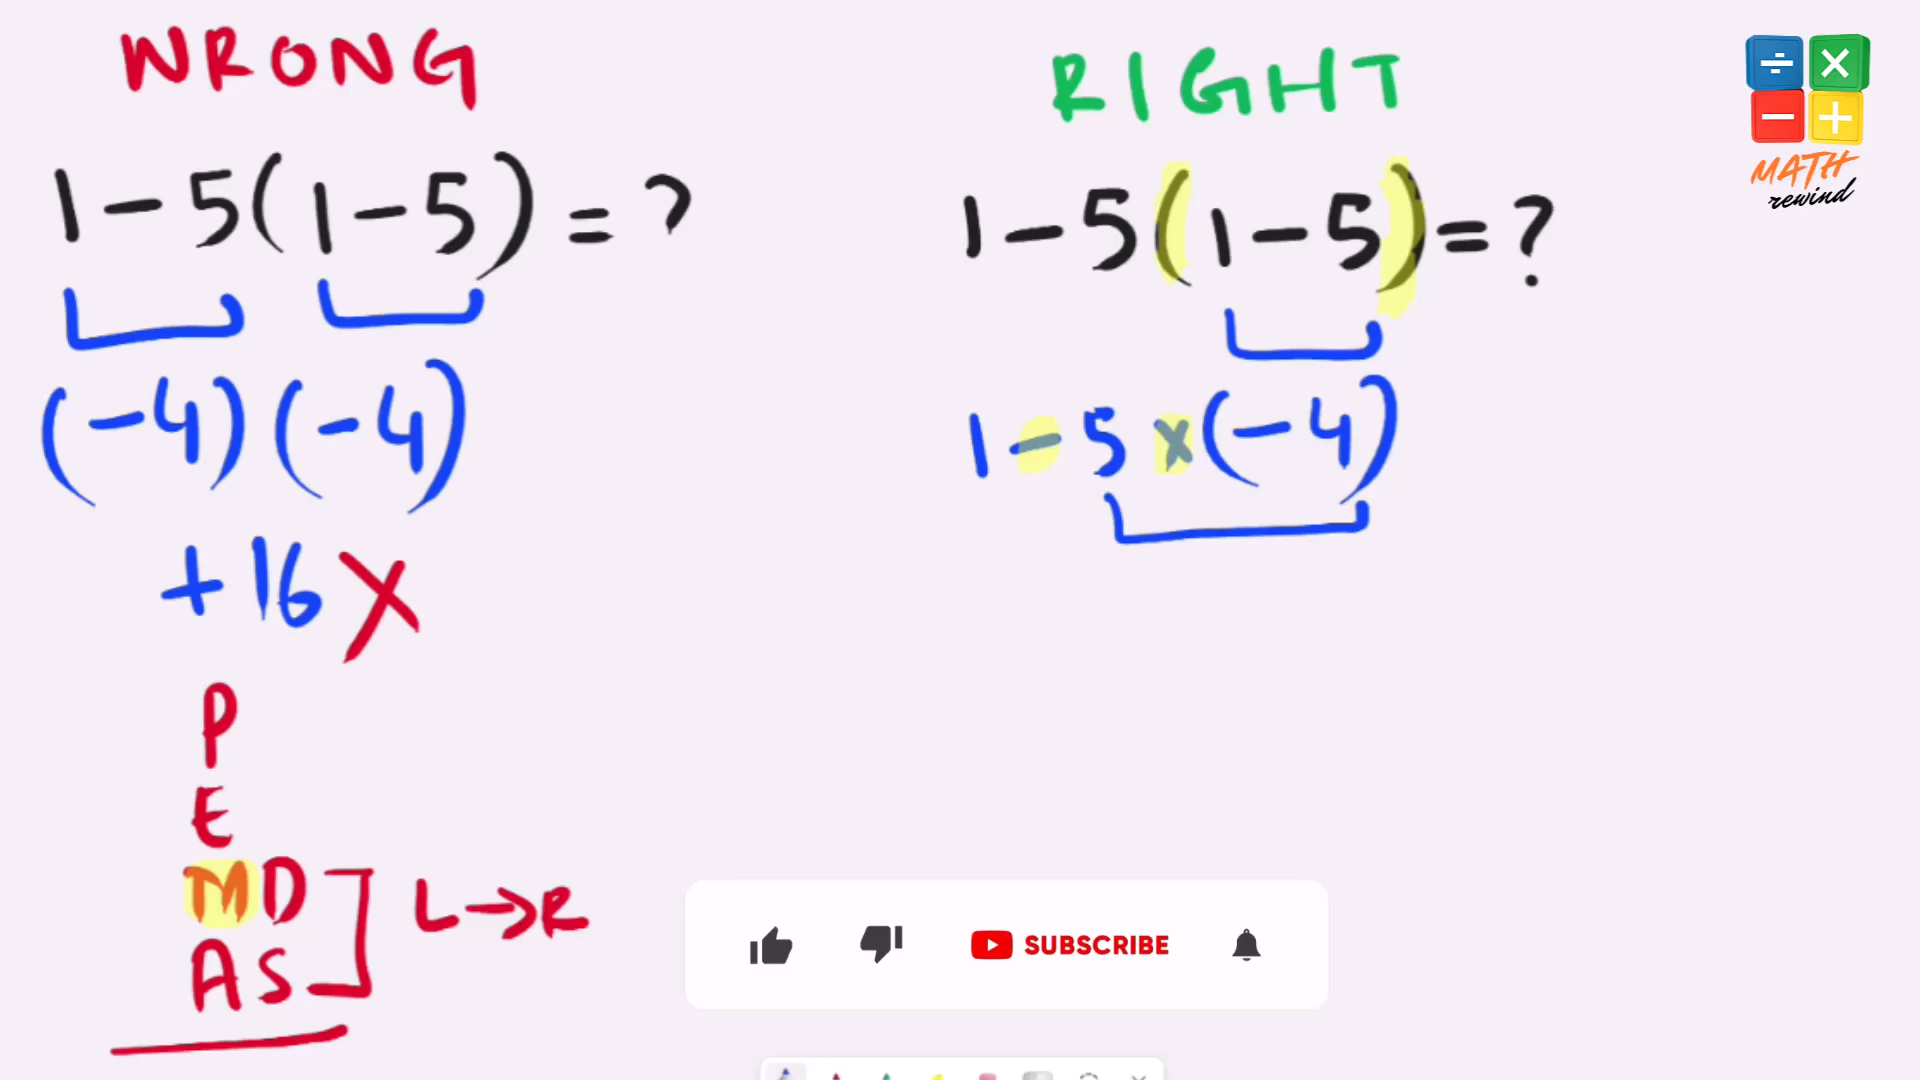 WRONG
1-5(1-5)=?
(-4)(-4)
+16 X
P
E
MD
AS
L→R
RIGHT
1-5(1-5)=?
1-5×(-4)
÷ ×
− +
MATH
rewind
SUBSCRIBE